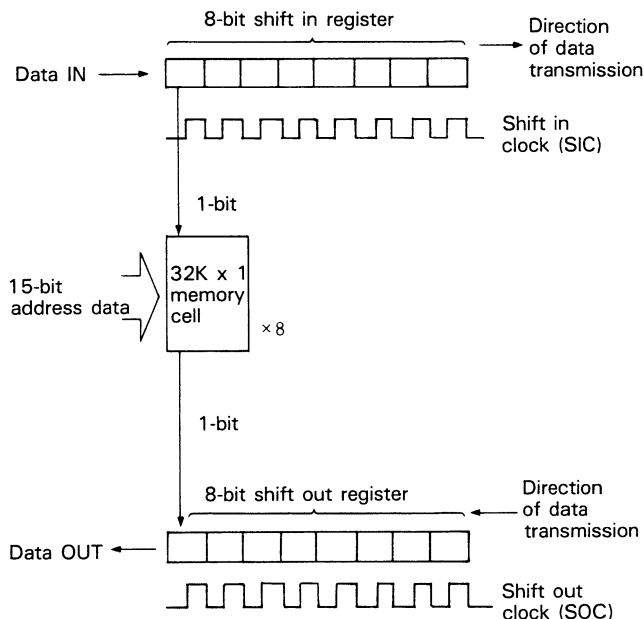 8-bit shift in register
Direction
of data
transmission
Data IN
Shift in
clock (SIC)
1-bit
15-bit
address data
32K x 1
memory
cell
×8
1-bit
8-bit shift out register
Direction
of data
transmission
Data OUT
Shift out
clock (SOC)